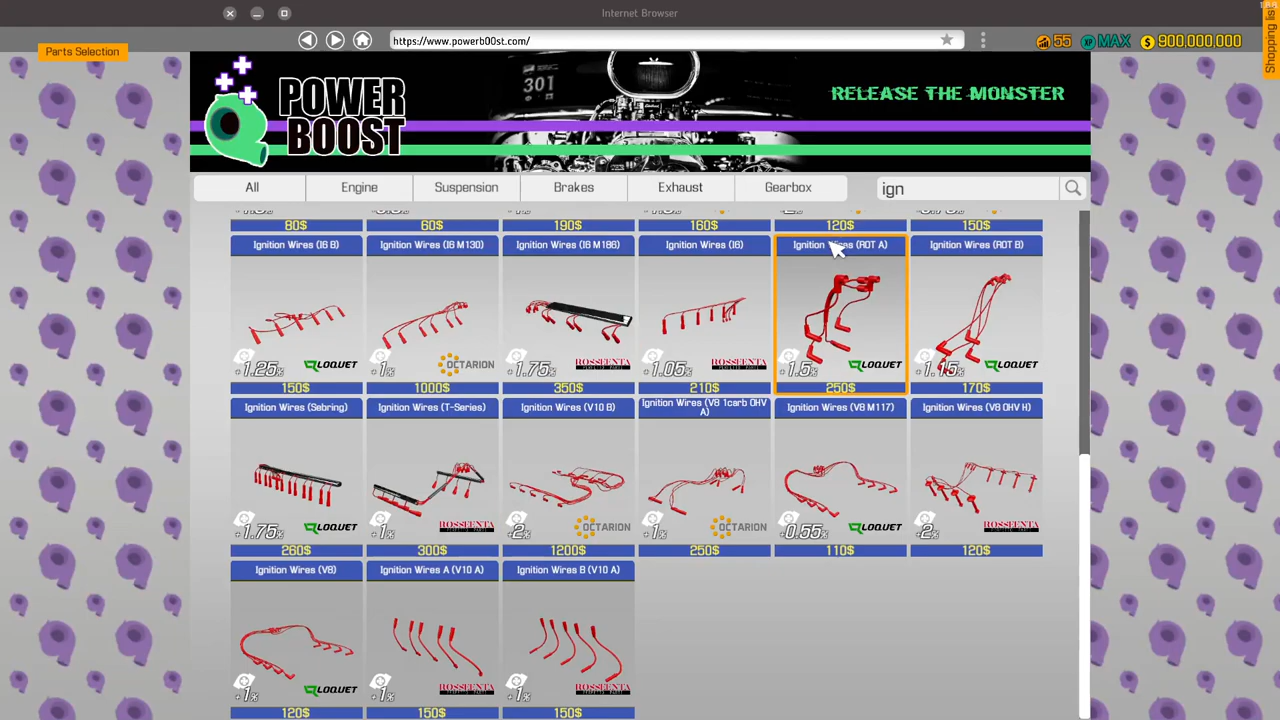 Internet Browser
Parts Selection
https://www.powerb00st.com/
55
XP MAX
$ 900,000,000
Shopping list
POWER
BOOST
301
RELEASE THE MONSTER
All
Engine
Suspension
Brakes
Exhaust
Gearbox
ign
80$
60$
190$
160$
120$
150$
Ignition Wires (I6 B)
Ignition Wires (I6 M130)
Ignition Wires (I6 M186)
Ignition Wires (I6)
Ignition Wires (ROT A)
Ignition Wires (ROT B)
+1.25%
LOQUET
+1%
OCTARION
+1.75%
ROSSFENTA
+1.05%
ROSSFENTA
+1.5%
LOQUET
+1.15%
LOQUET
150$
1000$
350$
210$
250$
170$
Ignition Wires (Sebring)
Ignition Wires (T-Series)
Ignition Wires (V10 B)
Ignition Wires (V8 1carb OHV
A)
Ignition Wires (V8 M117)
Ignition Wires (V8 OHV H)
+1.75%
LOQUET
+1%
ROSSFENTA
+2%
OCTARION
+1%
OCTARION
+0.55%
LOQUET
+2%
ROSSFENTA
260$
300$
1200$
250$
110$
120$
Ignition Wires (V8)
Ignition Wires A (V10 A)
Ignition Wires B (V10 A)
+1%
LOQUET
+1%
ROSSFENTA
+1%
ROSSFENTA
120$
150$
150$